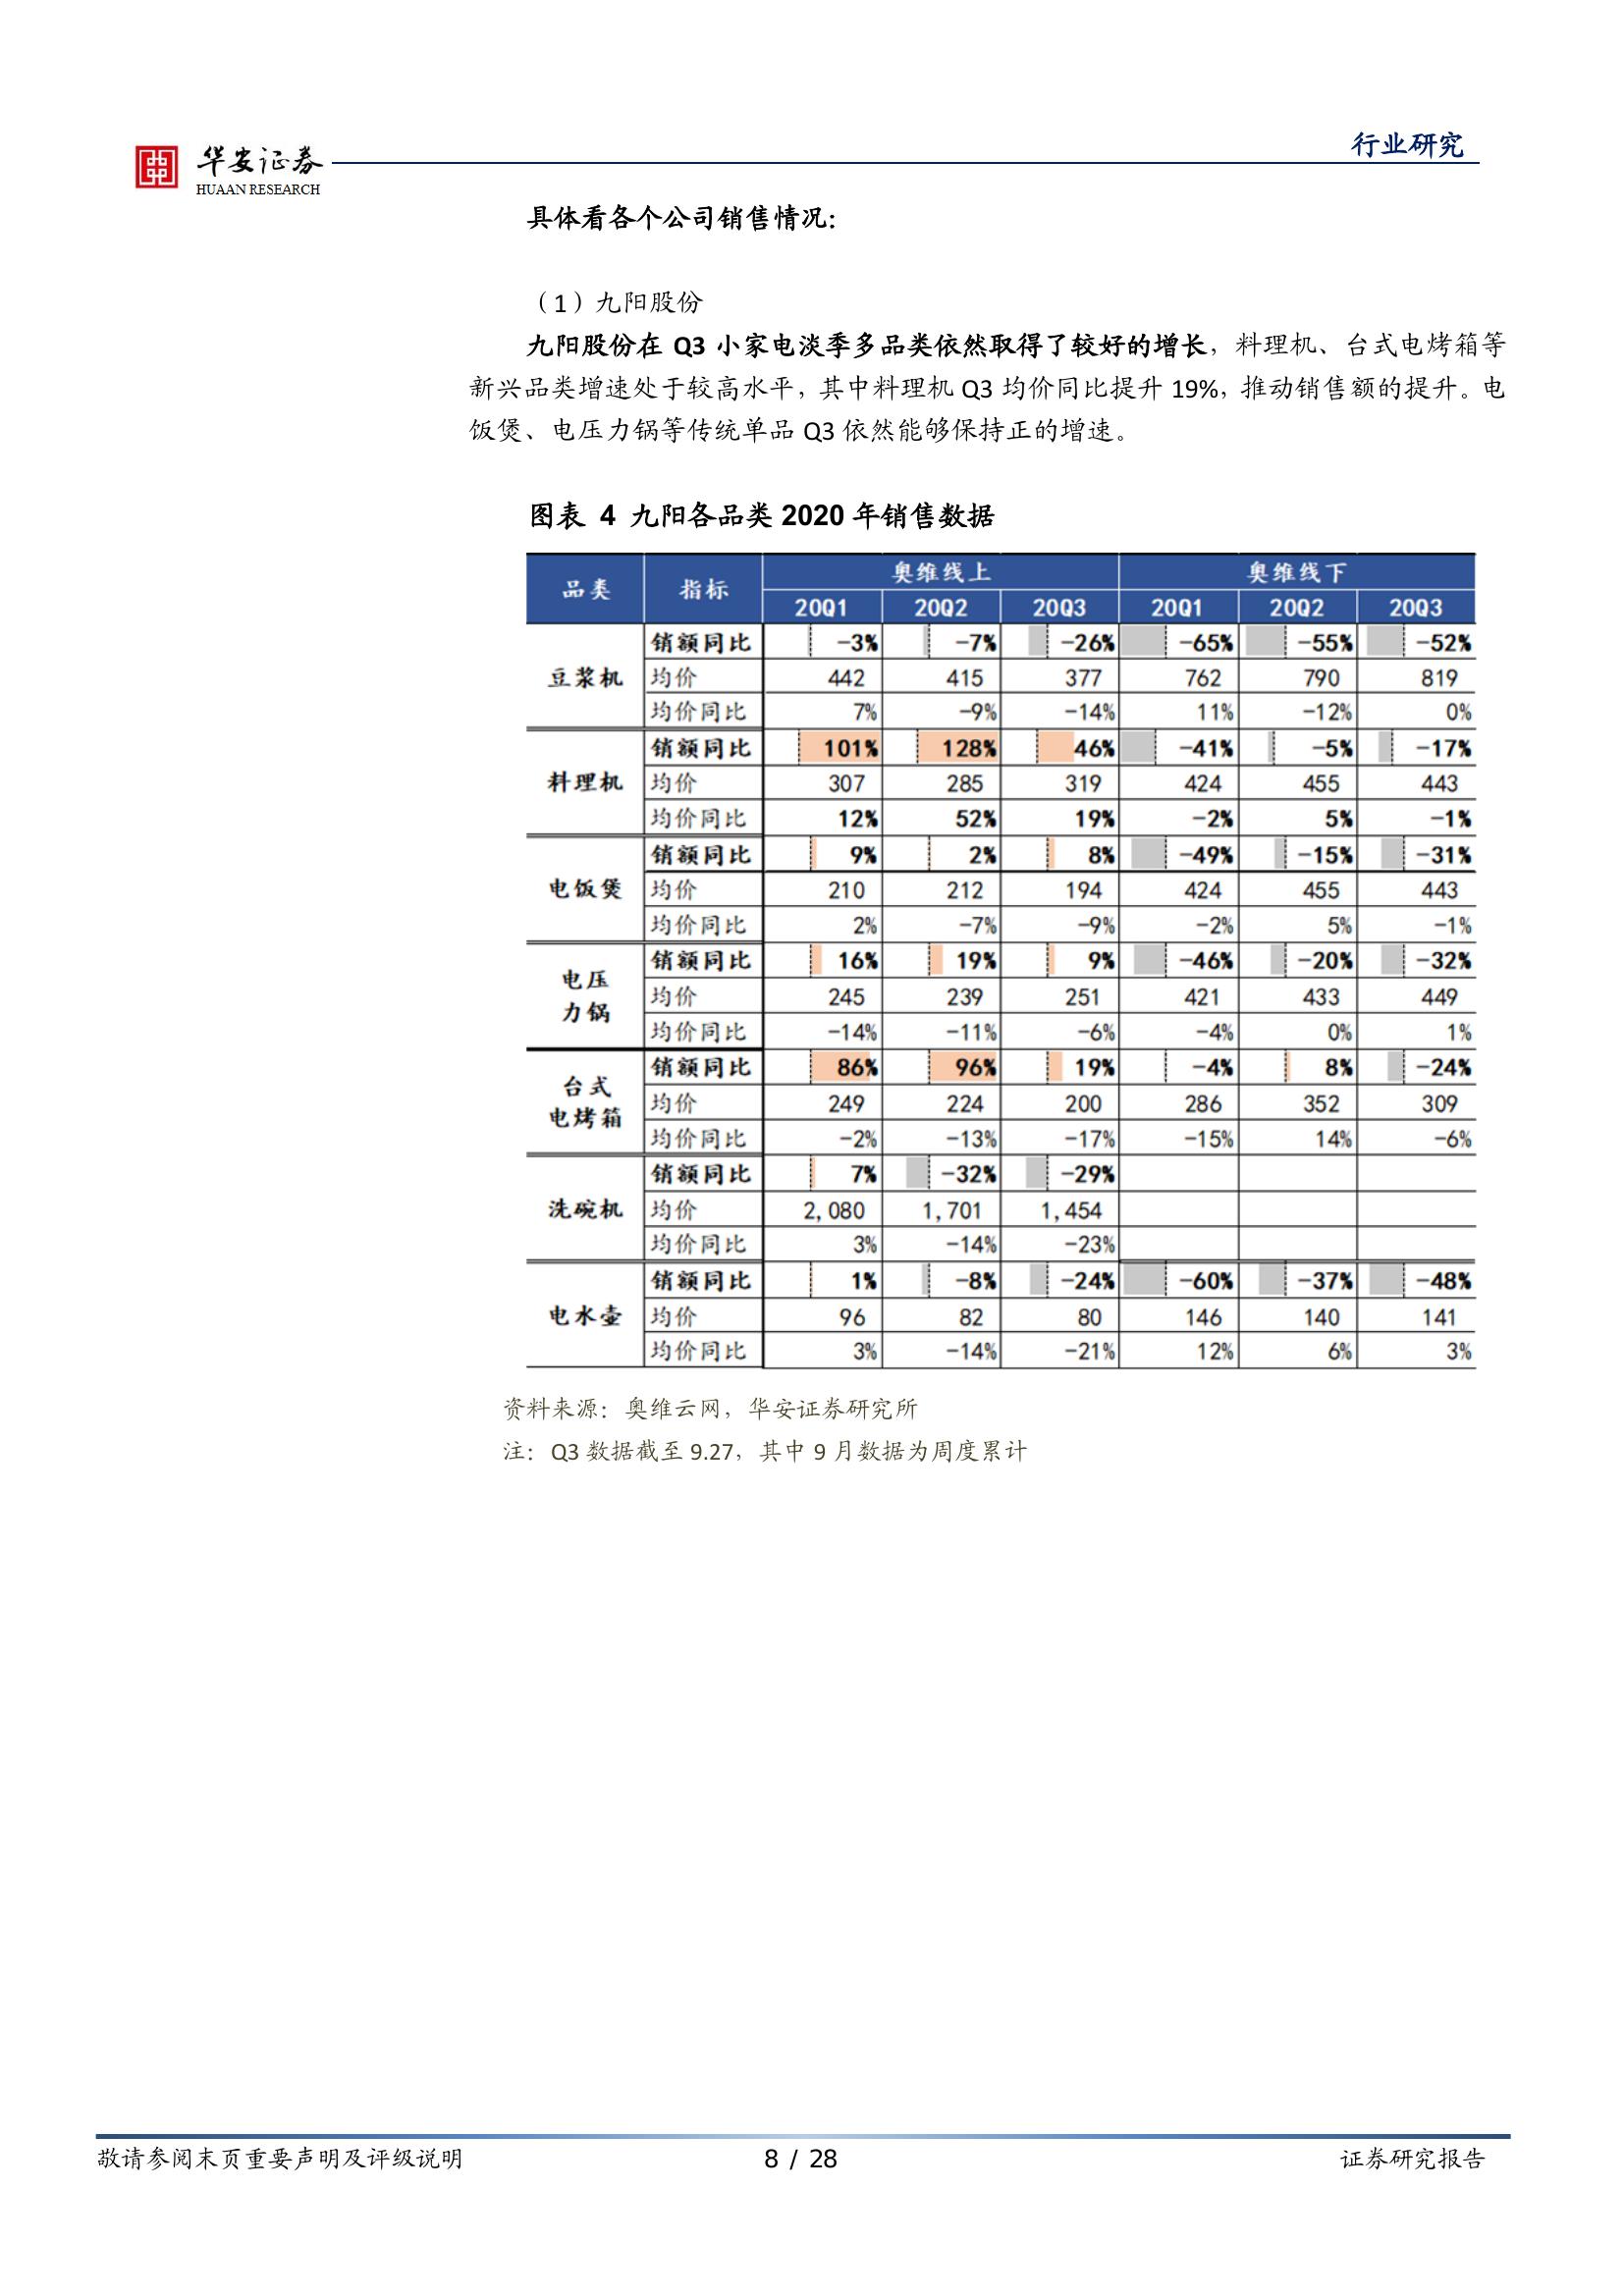 华安证券
HUAAN RESEARCH
行业研究
具体看各个公司销售情况：
（1）九阳股份
九阳股份在 Q3 小家电淡季多品类依然取得了较好的增长，料理机、台式电烤箱等
新兴品类增速处于较高水平，其中料理机 Q3 均价同比提升 19%，推动销售额的提升。电
饭煲、电压力锅等传统单品 Q3 依然能够保持正的增速。
图表 4 九阳各品类 2020 年销售数据
品类 指标 奥维线上 奥维线下
20Q1 20Q2 20Q3 20Q1 20Q2 20Q3
豆浆机
销额同比 -3% -7% -26% -65% -55% -52%
均价 442 415 377 762 790 819
均价同比 7% -9% -14% 11% -12% 0%
料理机
销额同比 101% 128% 46% -41% -5% -17%
均价 307 285 319 424 455 443
均价同比 12% 52% 19% -2% 5% -1%
电饭煲
销额同比 9% 2% 8% -49% -15% -31%
均价 210 212 194 424 455 443
均价同比 2% -7% -9% -2% 5% -1%
电压
力锅
销额同比 16% 19% 9% -46% -20% -32%
均价 245 239 251 421 433 449
均价同比 -14% -11% -6% -4% 0% 1%
台式
电烤箱
销额同比 86% 96% 19% -4% 8% -24%
均价 249 224 200 286 352 309
均价同比 -2% -13% -17% -15% 14% -6%
洗碗机
销额同比 7% -32% -29%
均价 2,080 1,701 1,454
均价同比 3% -14% -23%
电水壶
销额同比 1% -8% -24% -60% -37% -48%
均价 96 82 80 146 140 141
均价同比 3% -14% -21% 12% 6% 3%
资料来源：奥维云网，华安证券研究所
注：Q3 数据截至 9.27，其中 9 月数据为周度累计
敬请参阅末页重要声明及评级说明 8 / 28 证券研究报告